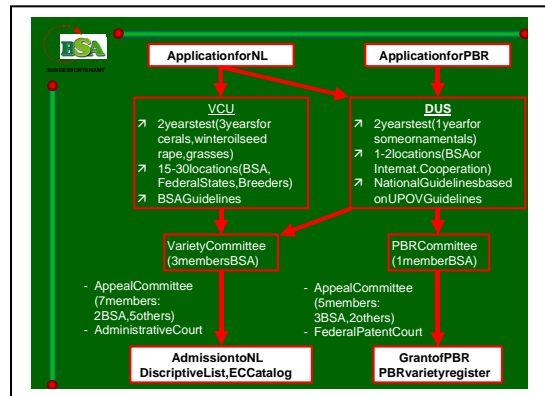 BSA
BUNDESSORTENAMT
ApplicationforNL
ApplicationforPBR
VCU
2yearstest(3yearsfor
cerals,winteroilseed
rape,grasses)
15-30locations(BSA,
FederalStates,Breeders)
BSAGuidelines
DUS
2yearstest(1yearfor
someornamentals)
1-2locations(BSAor
Internat.Cooperation)
NationalGuidelinesbased
onUPOVGuidelines
VarietyCommittee
(3membersBSA)
PBRCommittee
(1memberBSA)
- AppealCommittee
(7members:
2BSA,5others)
- AdministrativeCourt
- AppealCommittee
(5members:
3BSA,2others)
- FederalPatentCourt
AdmissiontoNL
DiscriptiveList,ECCatalog
GrantofPBR
PBRvarietyregister